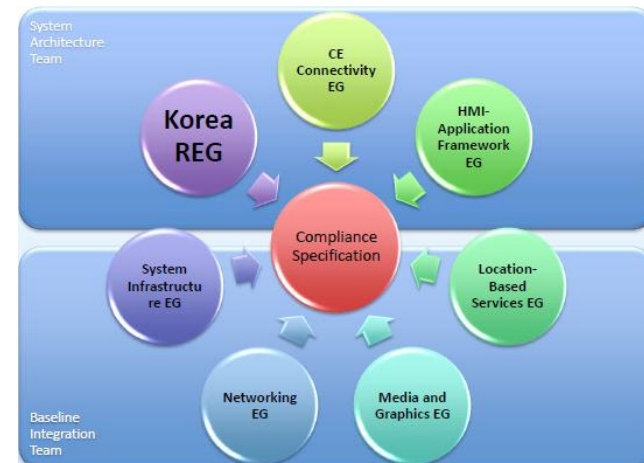 System
Architecture
Team
CE
Connectivity
EG
Korea
REG
HMI-
Application
Framework
EG
Compliance
Specification
System
Infrastructu
re EG
Location-
Based
Services EG
Networking
EG
Media and
Graphics EG
Baseline
Integration
Team